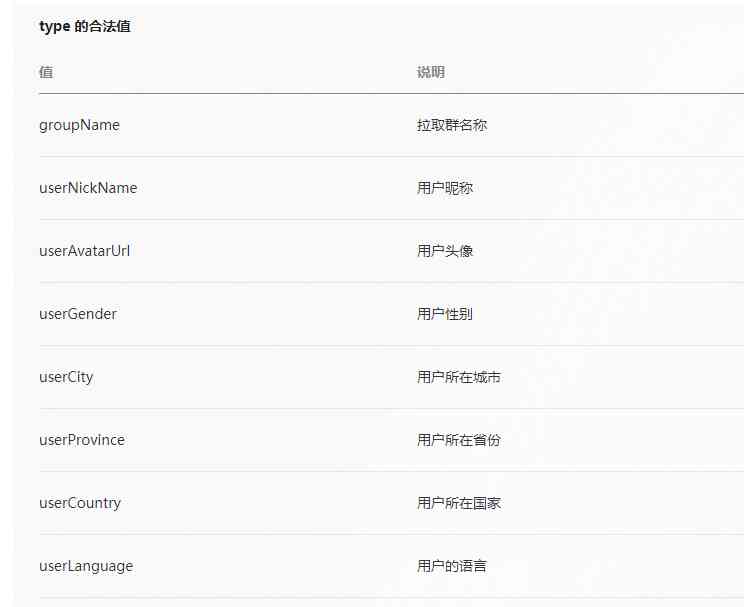 type 的合法值
值 说明
groupName 拉取群名称
userNickName 用户昵称
userAvatarUrl 用户头像
userGender 用户性别
userCity 用户所在城市
userProvince 用户所在省份
userCountry 用户所在国家
userLanguage 用户的语言